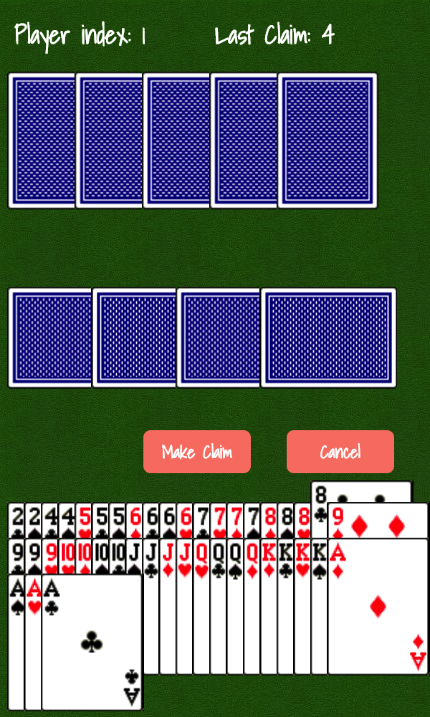 Player index: 1 Last Claim: 4
Make Claim Cancel
8
2 2 4 4 5 5 5 6 6 6 6 7 7 7 7 8 8 8 9
9 9 9 10 10 10 10 J J J J Q Q Q Q K K K K A
A A A
A
A